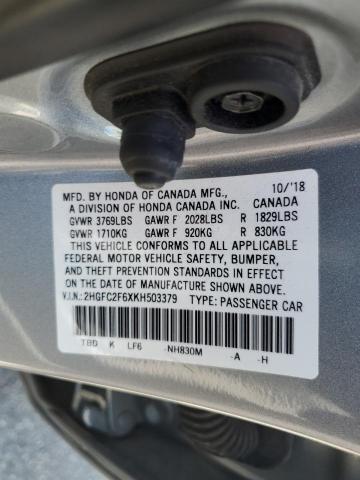 MFD. BY HONDA OF CANADA MFG., 10/'18
A DIVISION OF HONDA CANADA INC. CANADA
GVWR 3769LBS GAWR F 2028LBS R 1829LBS
GVWR 1710KG GAWR F 920KG R 830KG
THIS VEHICLE CONFORMS TO ALL APPLICABLE
FEDERAL MOTOR VEHICLE SAFETY, BUMPER,
AND THEFT PREVENTION STANDARDS IN EFFECT
ON THE DATE OF MANUFACTURE SHOWN ABOVE.
V.I.N.: 2HGFC2F6XKH503379 TYPE: PASSENGER CAR
TBD K LF6 -NH830M -A -H